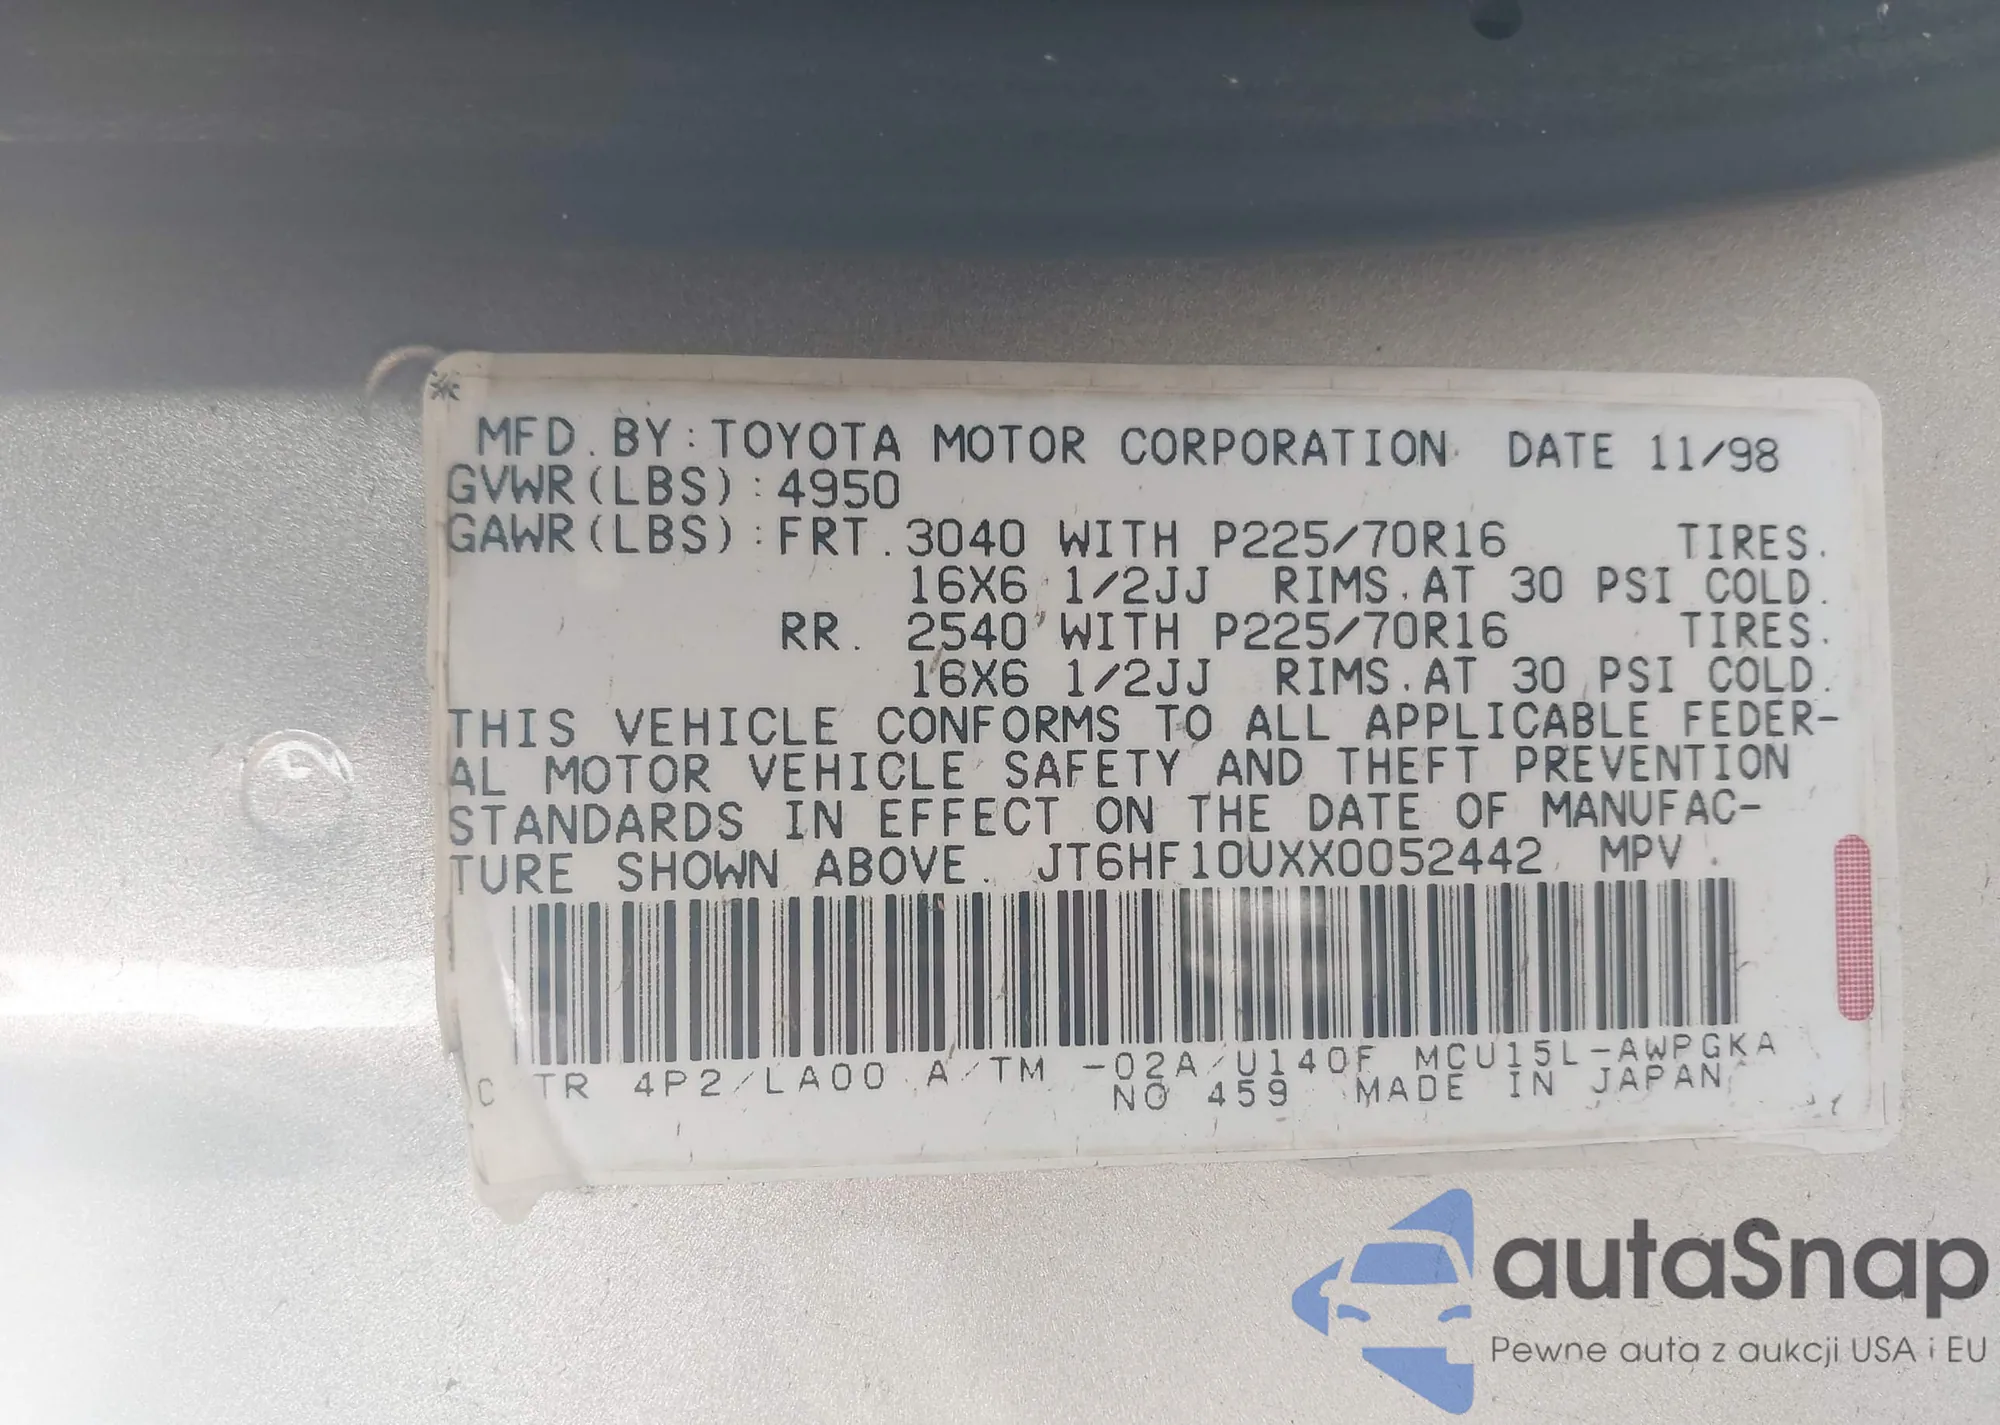 MFD. BY: TOYOTA MOTOR CORPORATION DATE 11/98
GVWR(LBS): 4950
GAWR(LBS): FRT. 3040 WITH P225/70R16 TIRES.
16X6 1/2JJ RIMS. AT 30 PSI COLD.
RR. 2540 WITH P225/70R16 TIRES.
16X6 1/2JJ RIMS. AT 30 PSI COLD.
THIS VEHICLE CONFORMS TO ALL APPLICABLE FEDER-
AL MOTOR VEHICLE SAFETY AND THEFT PREVENTION
STANDARDS IN EFFECT ON THE DATE OF MANUFAC-
TURE SHOWN ABOVE. JT6HF10UXX0052442 MPV.
C TR 4P2/LA00 A/TM -02A/U140F MCU15L-AWPGKA
NO 459 MADE IN JAPAN
autaSnap
Pewne auta z aukcji USA i EU